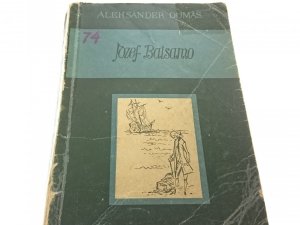 ALEKSANDER DUMAS
74
Józef Balsamo